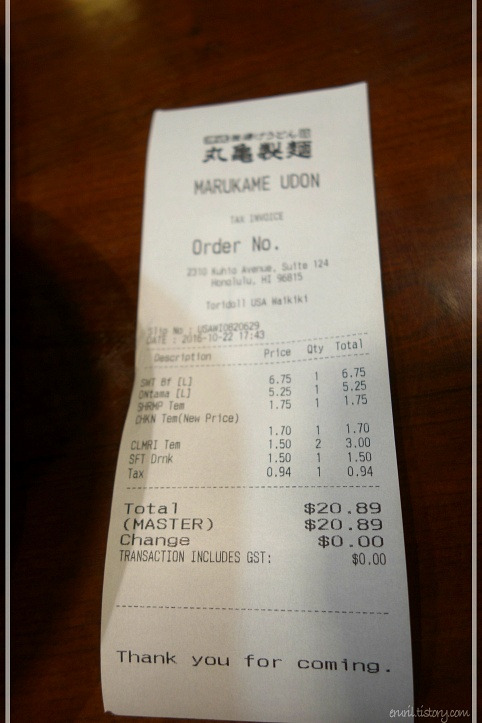 丸亀製麺
MARUKAME UDON
TAX INVOICE
Order No.
2310 Kuhio Avenue, Suite 124
Honolulu, HI 96815
Toridoll USA Waikiki
Slip No : USAWI0820629
DATE : 2016-10-22 17:43
Description Price Qty Total
SWT Bf [L] 6.75 1 6.75
ONtama [L] 5.25 1 5.25
SHRMP Tem 1.75 1 1.75
CHKN Tem(New Price)
1.70 1 1.70
CLMRI Tem 1.50 2 3.00
SFT Drnk 1.50 1 1.50
Tax 0.94 1 0.94
Total $20.89
(MASTER) $20.89
Change $0.00
TRANSACTION INCLUDES GST: $0.00
Thank you for coming.
enril.tistory.com